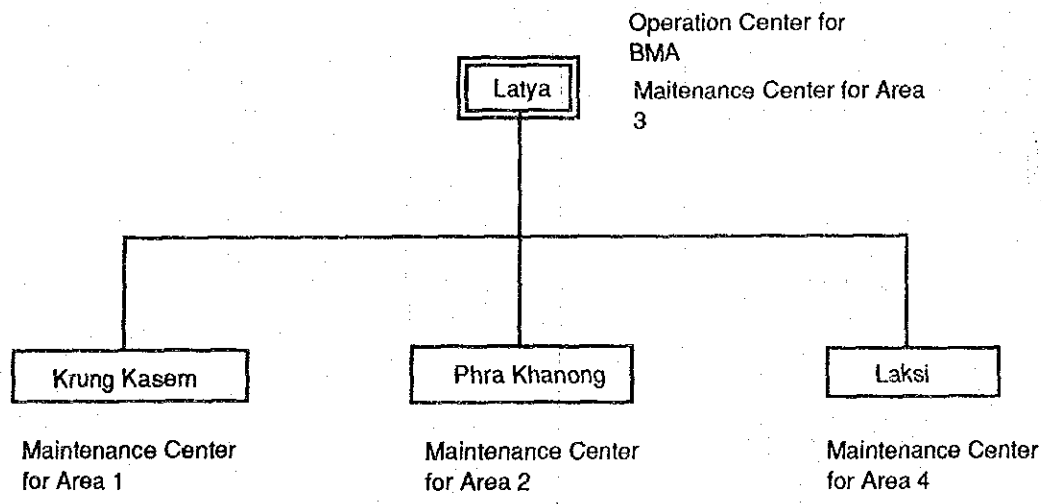 Operation Center for
BMA
Latya
Maitenance Center for Area
3
Krung Kasem
Phra Khanong
Laksi
Maintenance Center
for Area 1
Maintenance Center
for Area 2
Maintenance Center
for Area 4